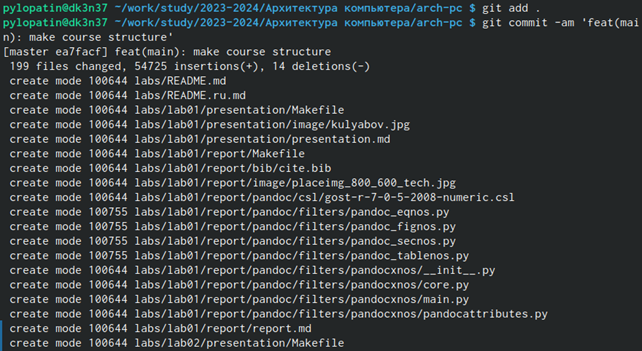 pylopatin@dk3n37 ~/work/study/2023-2024/Архитектура компьютера/arch-pc $ git add .
pylopatin@dk3n37 ~/work/study/2023-2024/Архитектура компьютера/arch-pc $ git commit -am 'feat(mai
n): make course structure'
[master ea7facf] feat(main): make course structure
199 files changed, 54725 insertions(+), 14 deletions(-)
create mode 100644 labs/README.md
create mode 100644 labs/README.ru.md
create mode 100644 labs/lab01/presentation/Makefile
create mode 100644 labs/lab01/presentation/image/kulyabov.jpg
create mode 100644 labs/lab01/presentation/presentation.md
create mode 100644 labs/lab01/report/Makefile
create mode 100644 labs/lab01/report/bib/cite.bib
create mode 100644 labs/lab01/report/image/placeimg_800_600_tech.jpg
create mode 100644 labs/lab01/report/pandoc/csl/gost-r-7-0-5-2008-numeric.csl
create mode 100755 labs/lab01/report/pandoc/filters/pandoc_eqnos.py
create mode 100755 labs/lab01/report/pandoc/filters/pandoc_fignos.py
create mode 100755 labs/lab01/report/pandoc/filters/pandoc_secnos.py
create mode 100755 labs/lab01/report/pandoc/filters/pandoc_tablenos.py
create mode 100644 labs/lab01/report/pandoc/filters/pandocxnos/__init__.py
create mode 100644 labs/lab01/report/pandoc/filters/pandocxnos/core.py
create mode 100644 labs/lab01/report/pandoc/filters/pandocxnos/main.py
create mode 100644 labs/lab01/report/pandoc/filters/pandocxnos/pandocattributes.py
create mode 100644 labs/lab01/report/report.md
create mode 100644 labs/lab02/presentation/Makefile